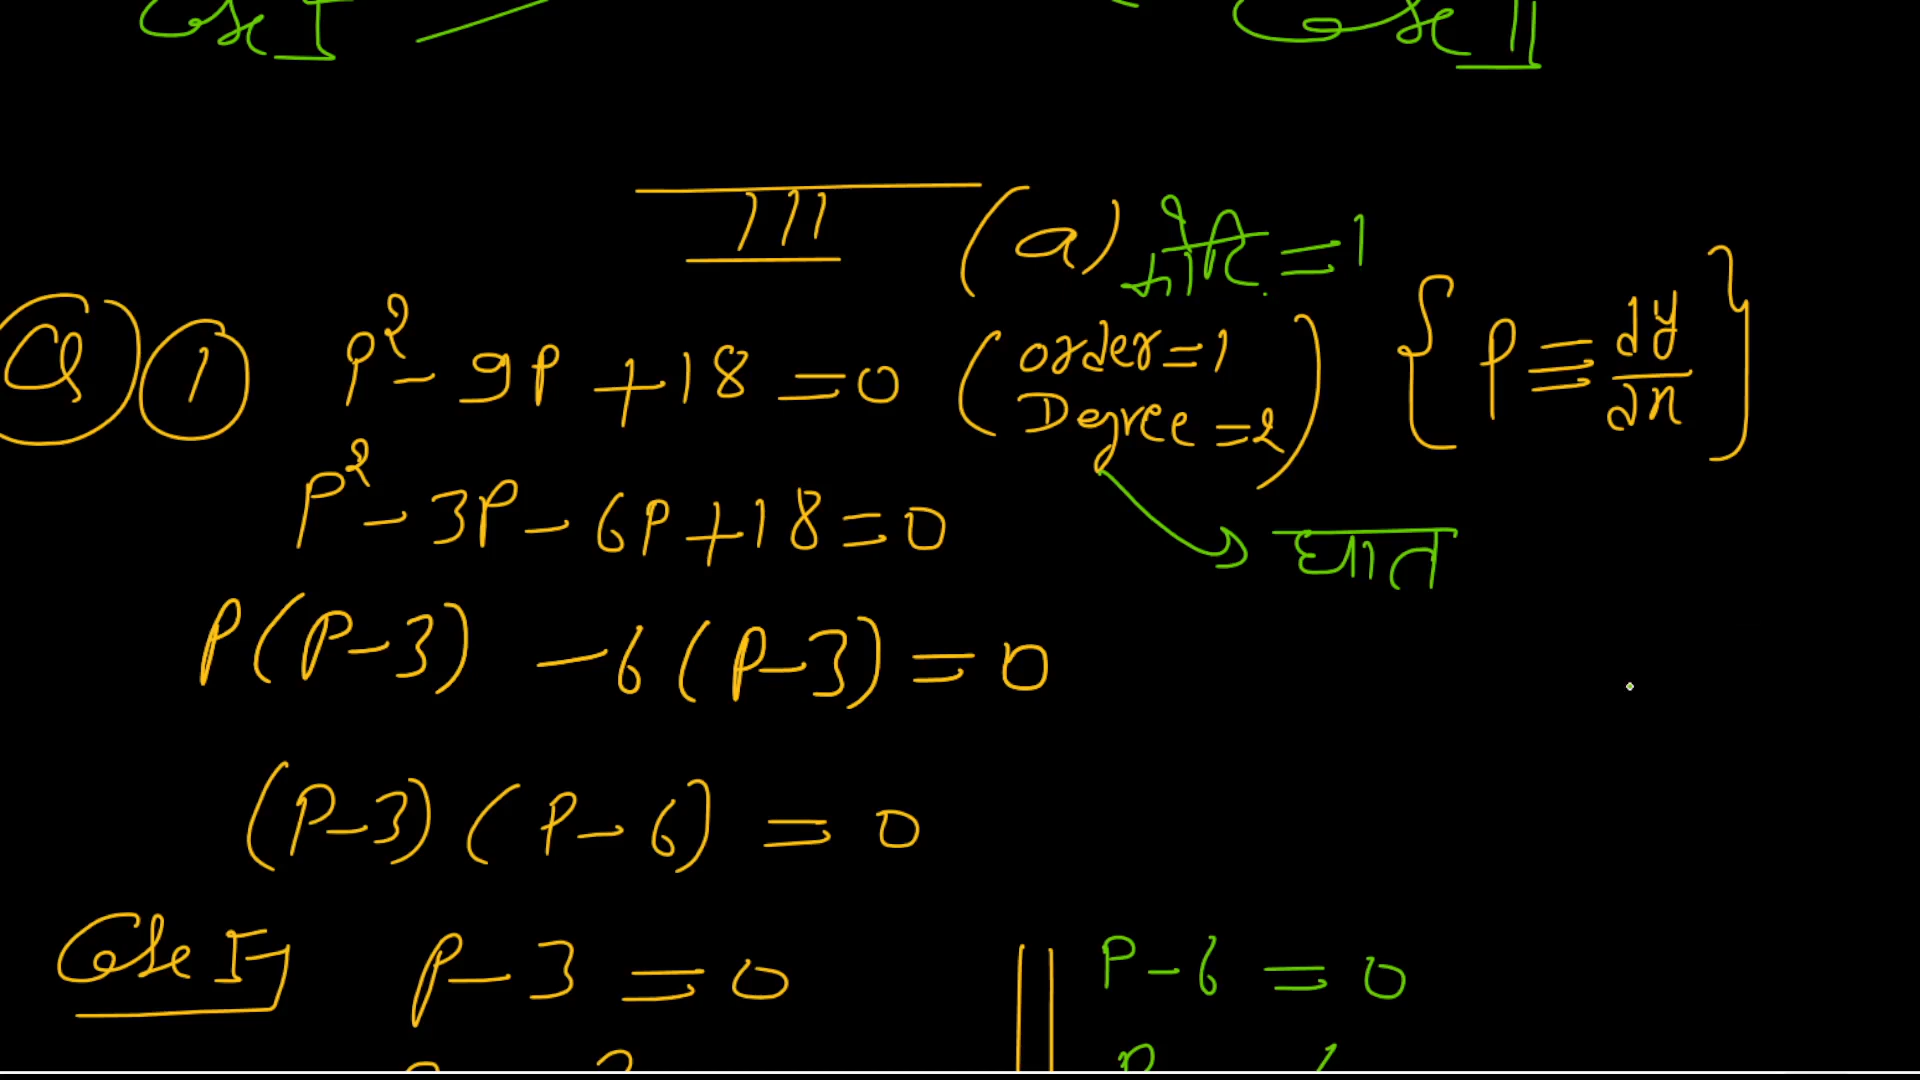 Case I Case II
III (a) कोटि = 1
Q 1 P² - 9P + 18 = 0 (order = 1 Degree = 2) { P ≡ dy/dx }
P² - 3P - 6P + 18 = 0 घात
P(P-3) - 6(P-3) = 0
(P-3)(P-6) = 0
Case I P-3 = 0 || P-6 = 0